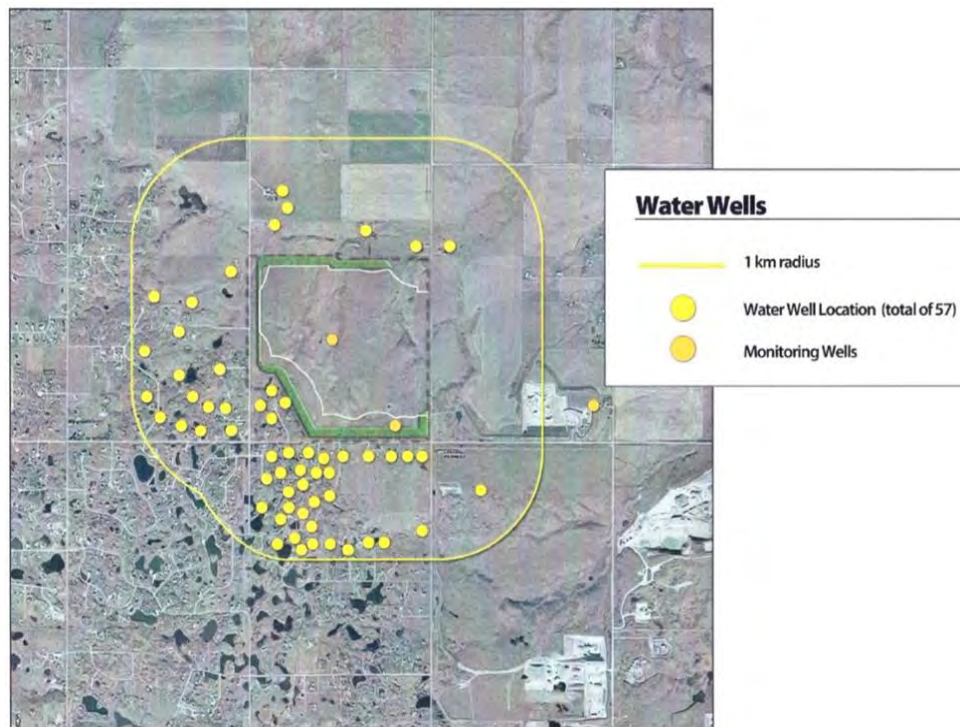 Water Wells
1 km radius
Water Well Location (total of 57)
Monitoring Wells